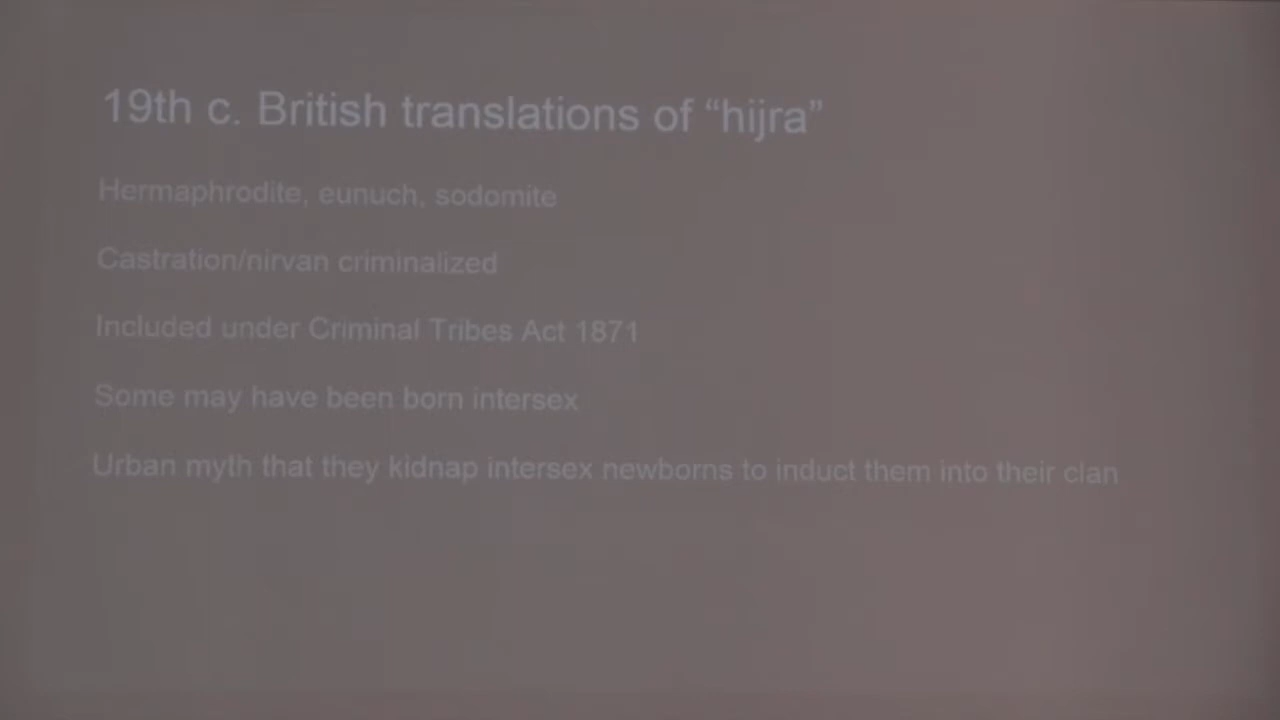 19th c. British translations of “hijra”
Hermaphrodite, eunuch, sodomite
Castration/nirvan criminalized
Included under Criminal Tribes Act 1871
Some may have been born intersex
Urban myth that they kidnap intersex newborns to induct them into their clan